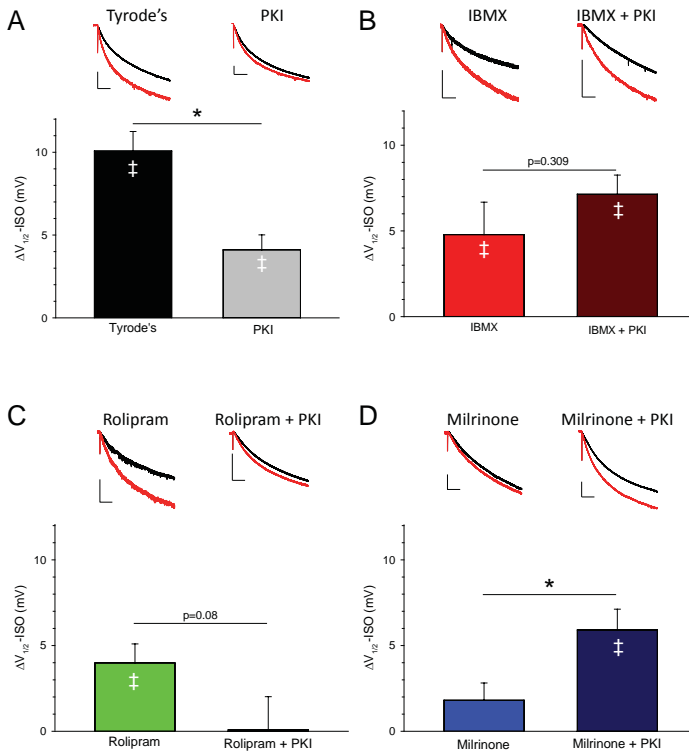 A
Tyrode's PKI
*
10
5
0
ΔV1/2-ISO (mV)
‡
‡
Tyrode's PKI
B
IBMX IBMX + PKI
p=0.309
10
5
0
ΔV1/2-ISO (mV)
‡
‡
IBMX IBMX + PKI
C
Rolipram Rolipram + PKI
p=0.08
10
5
0
ΔV1/2-ISO (mV)
‡
Rolipram Rolipram + PKI
D
Milrinone Milrinone + PKI
*
10
5
0
ΔV1/2-ISO (mV)
‡
Milrinone Milrinone + PKI